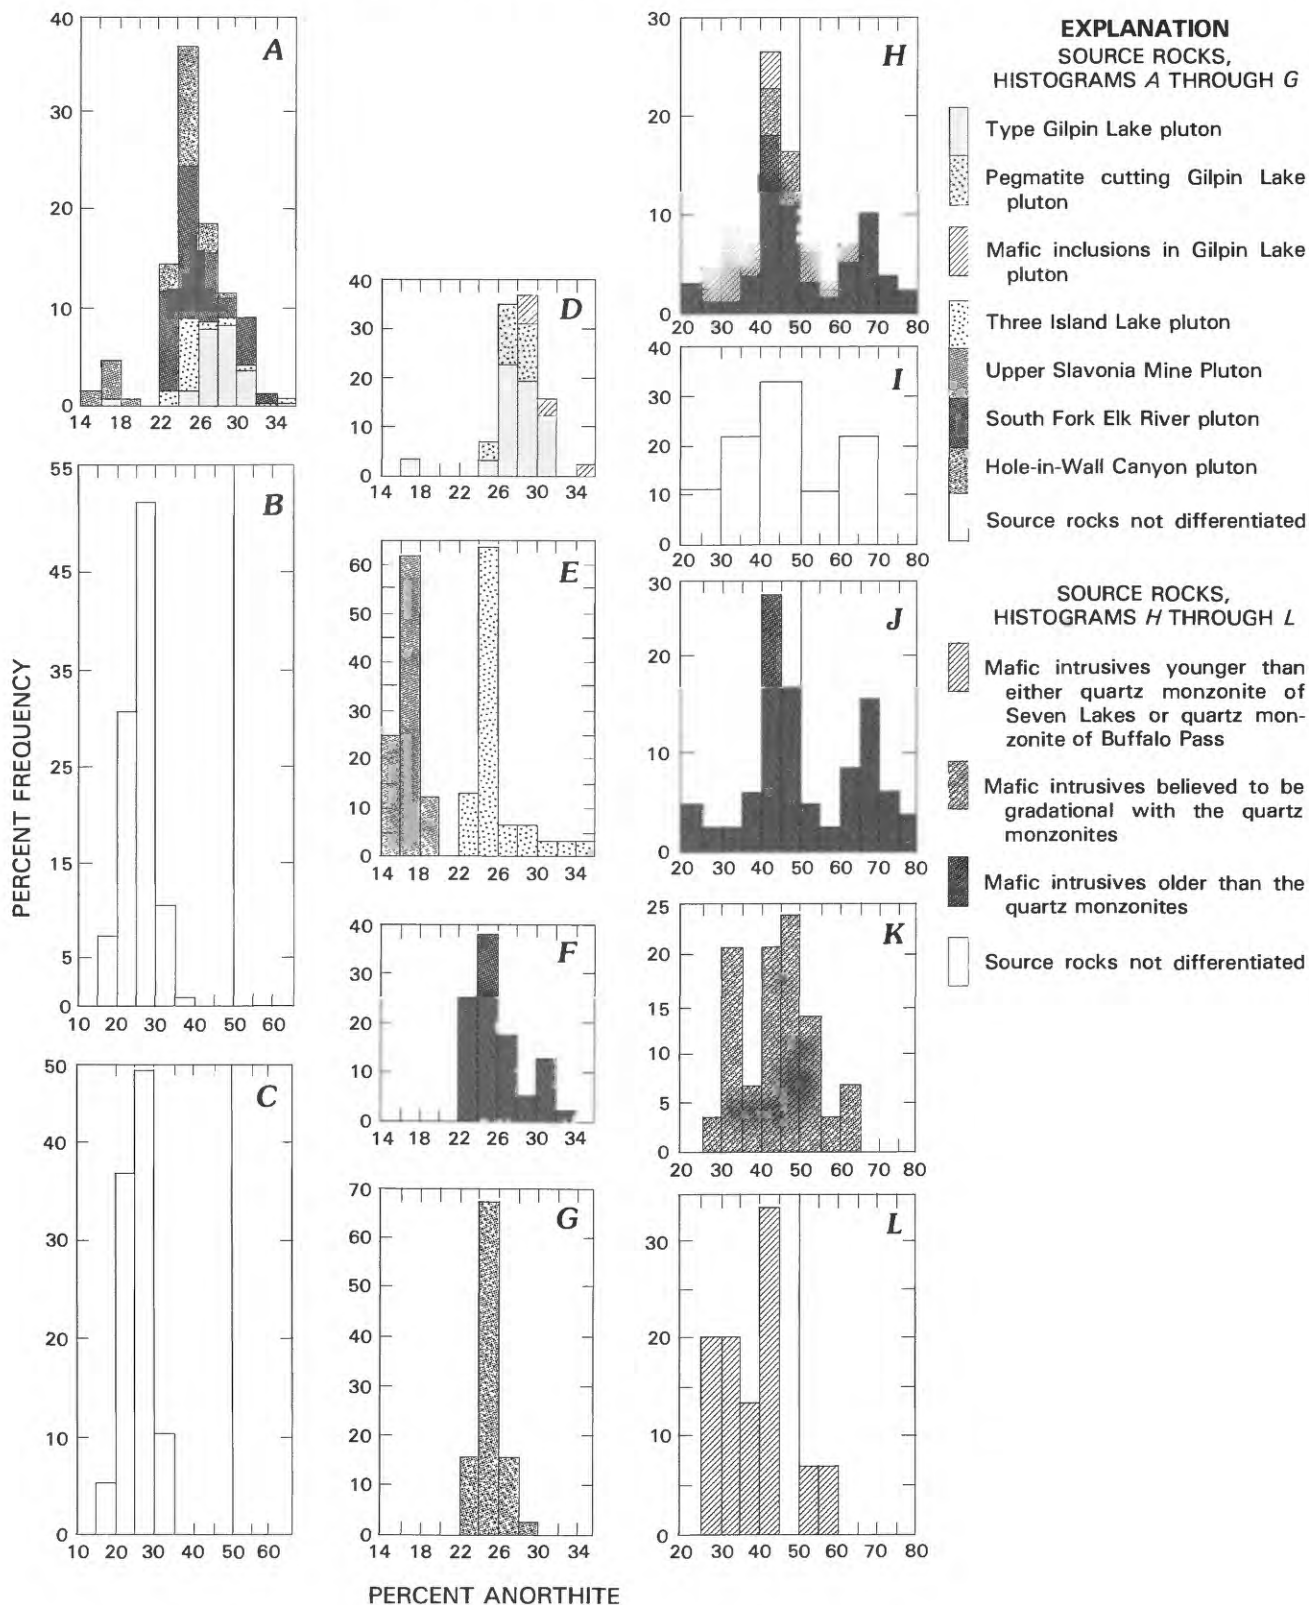 A
40
30
20
10
0
14 18 22 26 30 34
B
55
45
35
25
15
5
0
10 20 30 40 50 60
C
50
40
30
20
10
0
10 20 30 40 50 60
D
40
30
20
10
0
14 18 22 26 30 34
E
60
50
40
30
20
10
0
14 18 22 26 30 34
F
40
30
20
10
0
14 18 22 26 30 34
G
70
60
50
40
30
20
10
0
14 18 22 26 30 34
H
30
20
10
0
20 30 40 50 60 70 80
I
40
30
20
10
0
20 30 40 50 60 70 80
J
30
20
10
0
20 30 40 50 60 70 80
K
25
20
15
10
5
0
20 30 40 50 60 70 80
L
30
20
10
0
20 30 40 50 60 70 80
PERCENT FREQUENCY
PERCENT ANORTHITE
EXPLANATION
SOURCE ROCKS,
HISTOGRAMS A THROUGH G
Type Gilpin Lake pluton
Pegmatite cutting Gilpin Lake
pluton
Mafic inclusions in Gilpin Lake
pluton
Three Island Lake pluton
Upper Slavonia Mine Pluton
South Fork Elk River pluton
Hole-in-Wall Canyon pluton
Source rocks not differentiated
SOURCE ROCKS,
HISTOGRAMS H THROUGH L
Mafic intrusives younger than
either quartz monzonite of
Seven Lakes or quartz mon-
zonite of Buffalo Pass
Mafic intrusives believed to be
gradational with the quartz
monzonites
Mafic intrusives older than the
quartz monzonites
Source rocks not differentiated